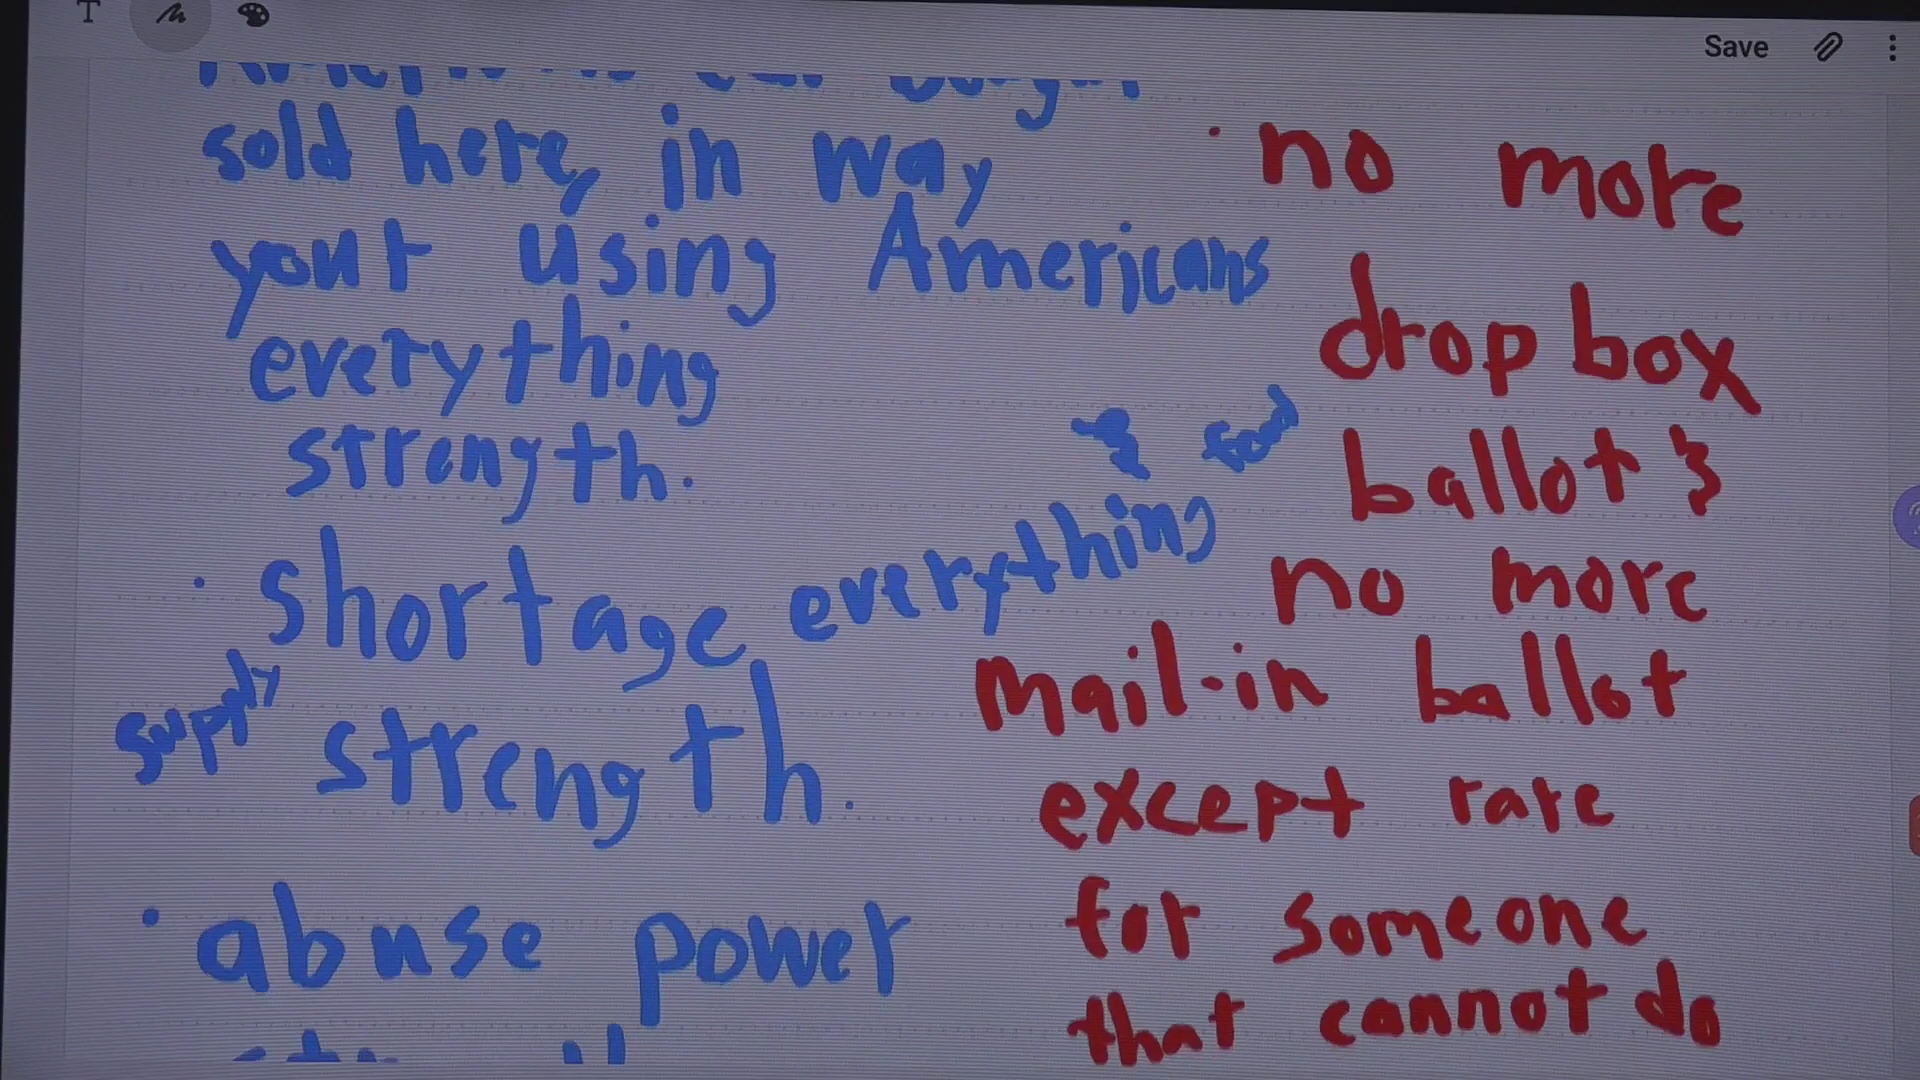 T
Save
sold here, in way
your using Americans
everything
strength.
· shortage everything & food
supply strength.
· abuse power
· no more
drop box
ballot &
no more
mail-in ballot
except rare
for someone
that cannot do